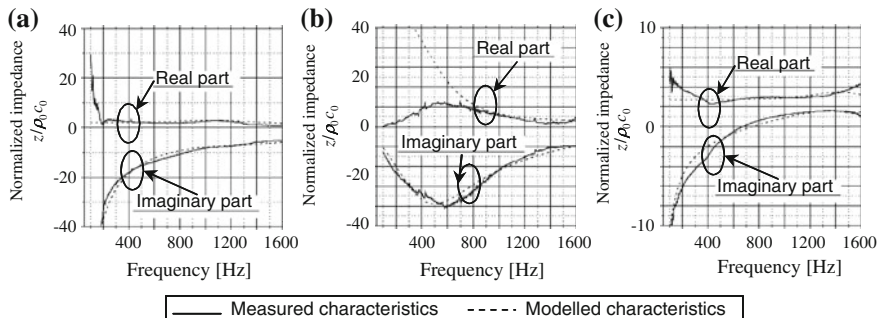 (a)
Normalized impedance
z/ρ₀c₀
40
20
0
-20
-40
Real part
Imaginary part
400
800
1200
1600
Frequency [Hz]
(b)
Normalized impedance
z/ρ₀c₀
40
20
0
-20
-40
Real part
Imaginary part
400
800
1200
1600
Frequency [Hz]
(c)
Normalized impedance
z/ρ₀c₀
10
0
-10
Real part
Imaginary part
400
800
1200
1600
Frequency [Hz]
Measured characteristics
Modelled characteristics